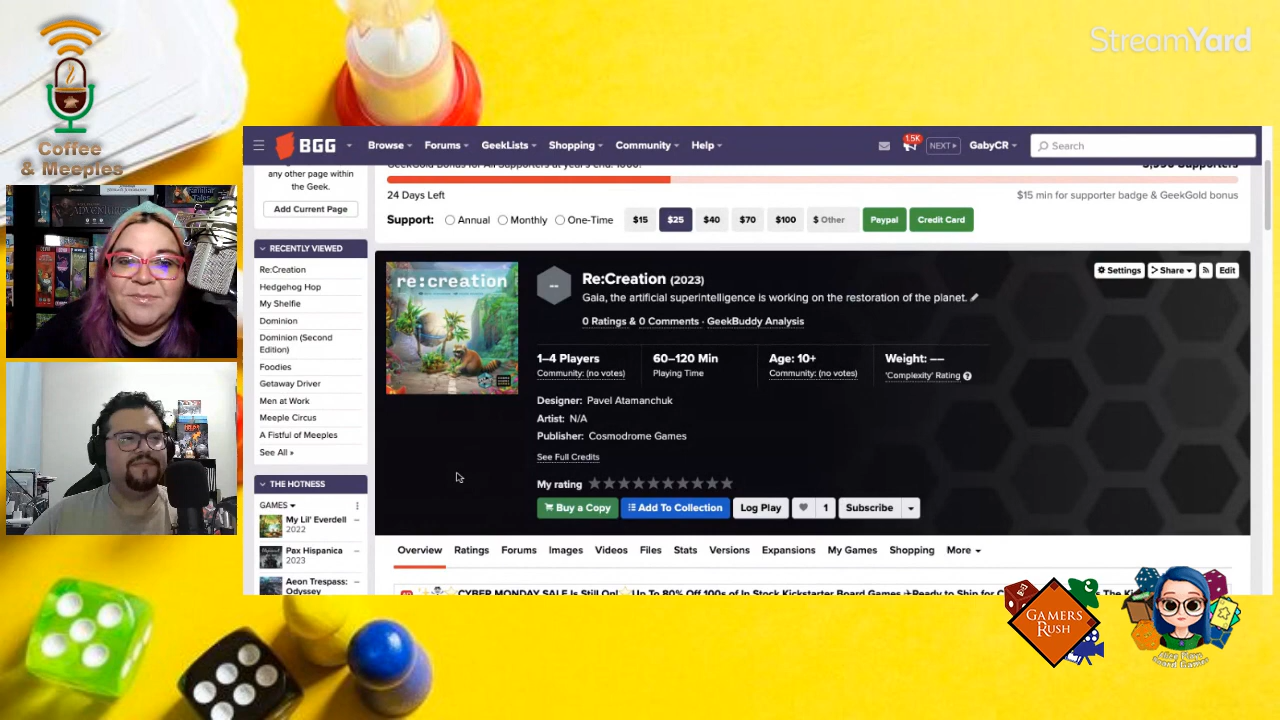 StreamYard
Coffee
& Meeples
BGG
Browse
Forums
GeekLists
Shopping
Community
Help
1.5K
NEXT
GabyCR
Search
any other page within
the Geek.
Add Current Page
24 Days Left
$15 min for supporter badge & GeekGold bonus
Support:
Annual
Monthly
One-Time
$15
$25
$40
$70
$100
$ Other
Paypal
Credit Card
RECENTLY VIEWED
Re:Creation
Hedgehog Hop
My Shelfie
Dominion
Dominion (Second
Edition)
Foodies
Getaway Driver
Men at Work
Meeple Circus
A Fistful of Meeples
See All »
THE HOTNESS
GAMES
My Lil' Everdell
2022
Pax Hispanica
2023
Aeon Trespass:
Odyssey
re:creation
--
Re:Creation (2023)
Gaia, the artificial superintelligence is working on the restoration of the planet.
0 Ratings & 0 Comments · GeekBuddy Analysis
Settings
Share
Edit
1–4 Players
Community: (no votes)
60–120 Min
Playing Time
Age: 10+
Community: (no votes)
Weight: --
'Complexity' Rating
Designer: Pavel Atamanchuk
Artist: N/A
Publisher: Cosmodrome Games
See Full Credits
My rating
Buy a Copy
Add To Collection
Log Play
1
Subscribe
Overview
Ratings
Forums
Images
Videos
Files
Stats
Versions
Expansions
My Games
Shopping
More
GAMERS
RUSH